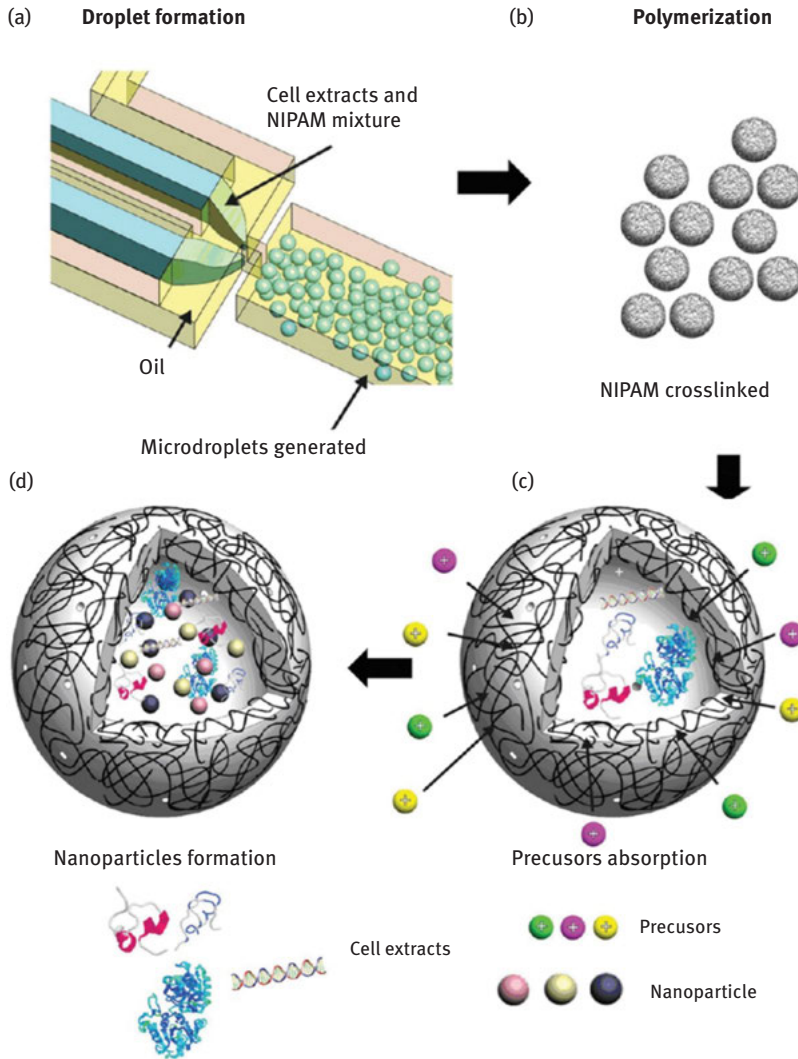 (a) Droplet formation
(b) Polymerization
Cell extracts and
NIPAM mixture
Oil
Microdroplets generated
NIPAM crosslinked
(d)
(c)
Nanoparticles formation
Precusors absorption
Cell extracts
Precusors
Nanoparticle